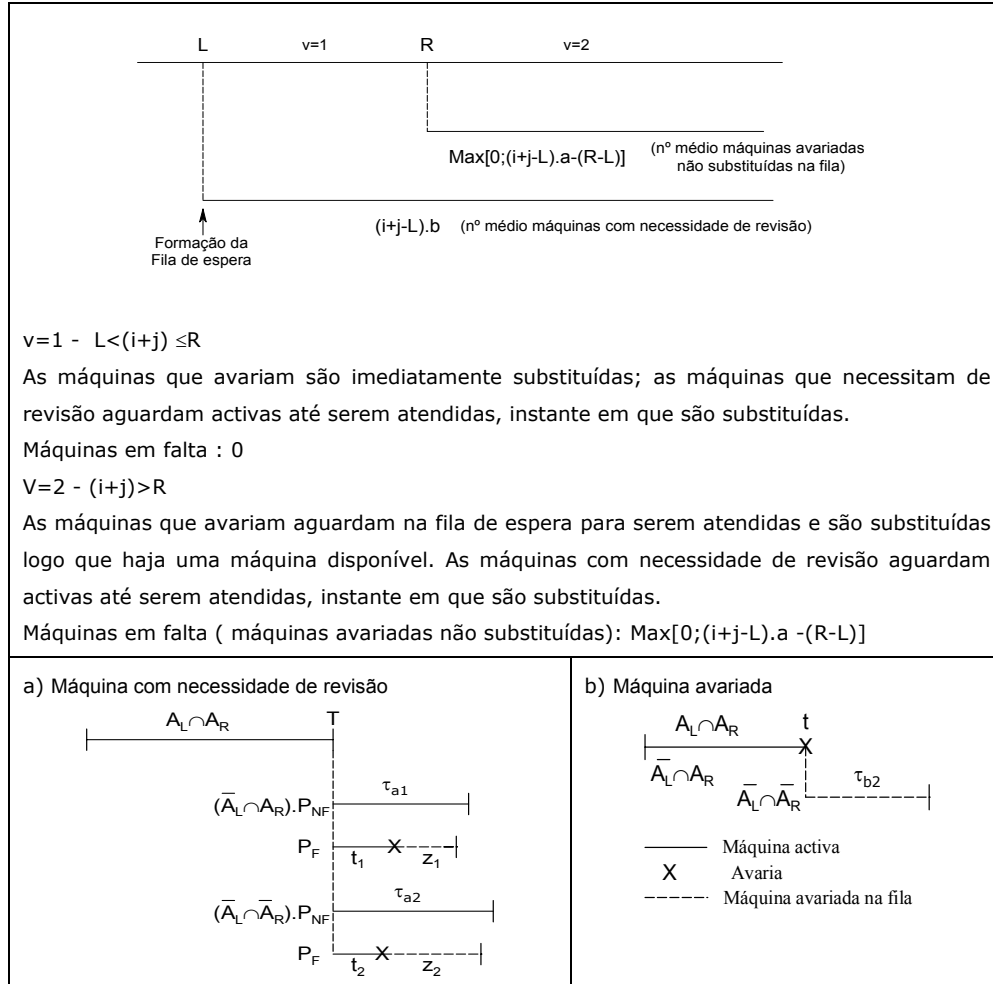 L v=1 R v=2
Max[0;(i+j-L).a-(R-L)] (nº médio máquinas avariadas
não substituídas na fila)
(i+j-L).b (nº médio máquinas com necessidade de revisão)
Formação da
Fila de espera
v=1 - L<(i+j) ≤R
As máquinas que avariam são imediatamente substituídas; as máquinas que necessitam de
revisão aguardam activas até serem atendidas, instante em que são substituídas.
Máquinas em falta : 0
V=2 - (i+j)>R
As máquinas que avariam aguardam na fila de espera para serem atendidas e são substituídas
logo que haja uma máquina disponível. As máquinas com necessidade de revisão aguardam
activas até serem atendidas, instante em que são substituídas.
Máquinas em falta ( máquinas avariadas não substituídas): Max[0;(i+j-L).a -(R-L)]
a) Máquina com necessidade de revisão
A_L∩A_R T
τ_a1
(A̅_L∩A_R).P_NF
P_F t_1 X z_1
τ_a2
(A̅_L∩A̅_R).P_NF
P_F t_2 X z_2
b) Máquina avariada
A_L∩A_R t
X
A̅_L∩A_R τ_b2
A̅_L∩A̅_R
Máquina activa
X Avaria
Máquina avariada na fila